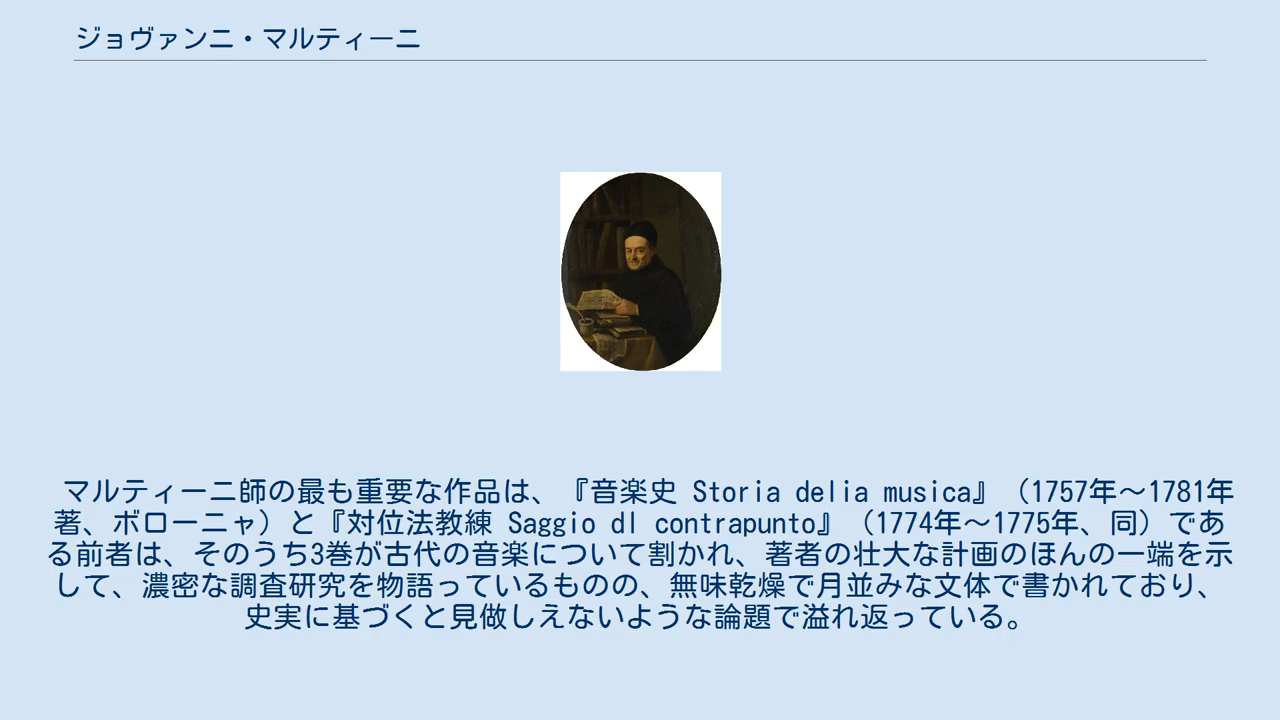 ジョヴァンニ・マルティーニ
マルティーニ師の最も重要な作品は、『音楽史 Storia delia musica』（1757年～1781年
著、ボローニャ）と『対位法教練 Saggio dl contrapunto』（1774年～1775年、同）であ
る前者は、そのうち3巻が古代の音楽について割かれ、著者の壮大な計画のほんの一端を示
して、濃密な調査研究を物語っているものの、無味乾燥で月並みな文体で書かれており、
史実に基づくと見做しえないような論題で溢れ返っている。